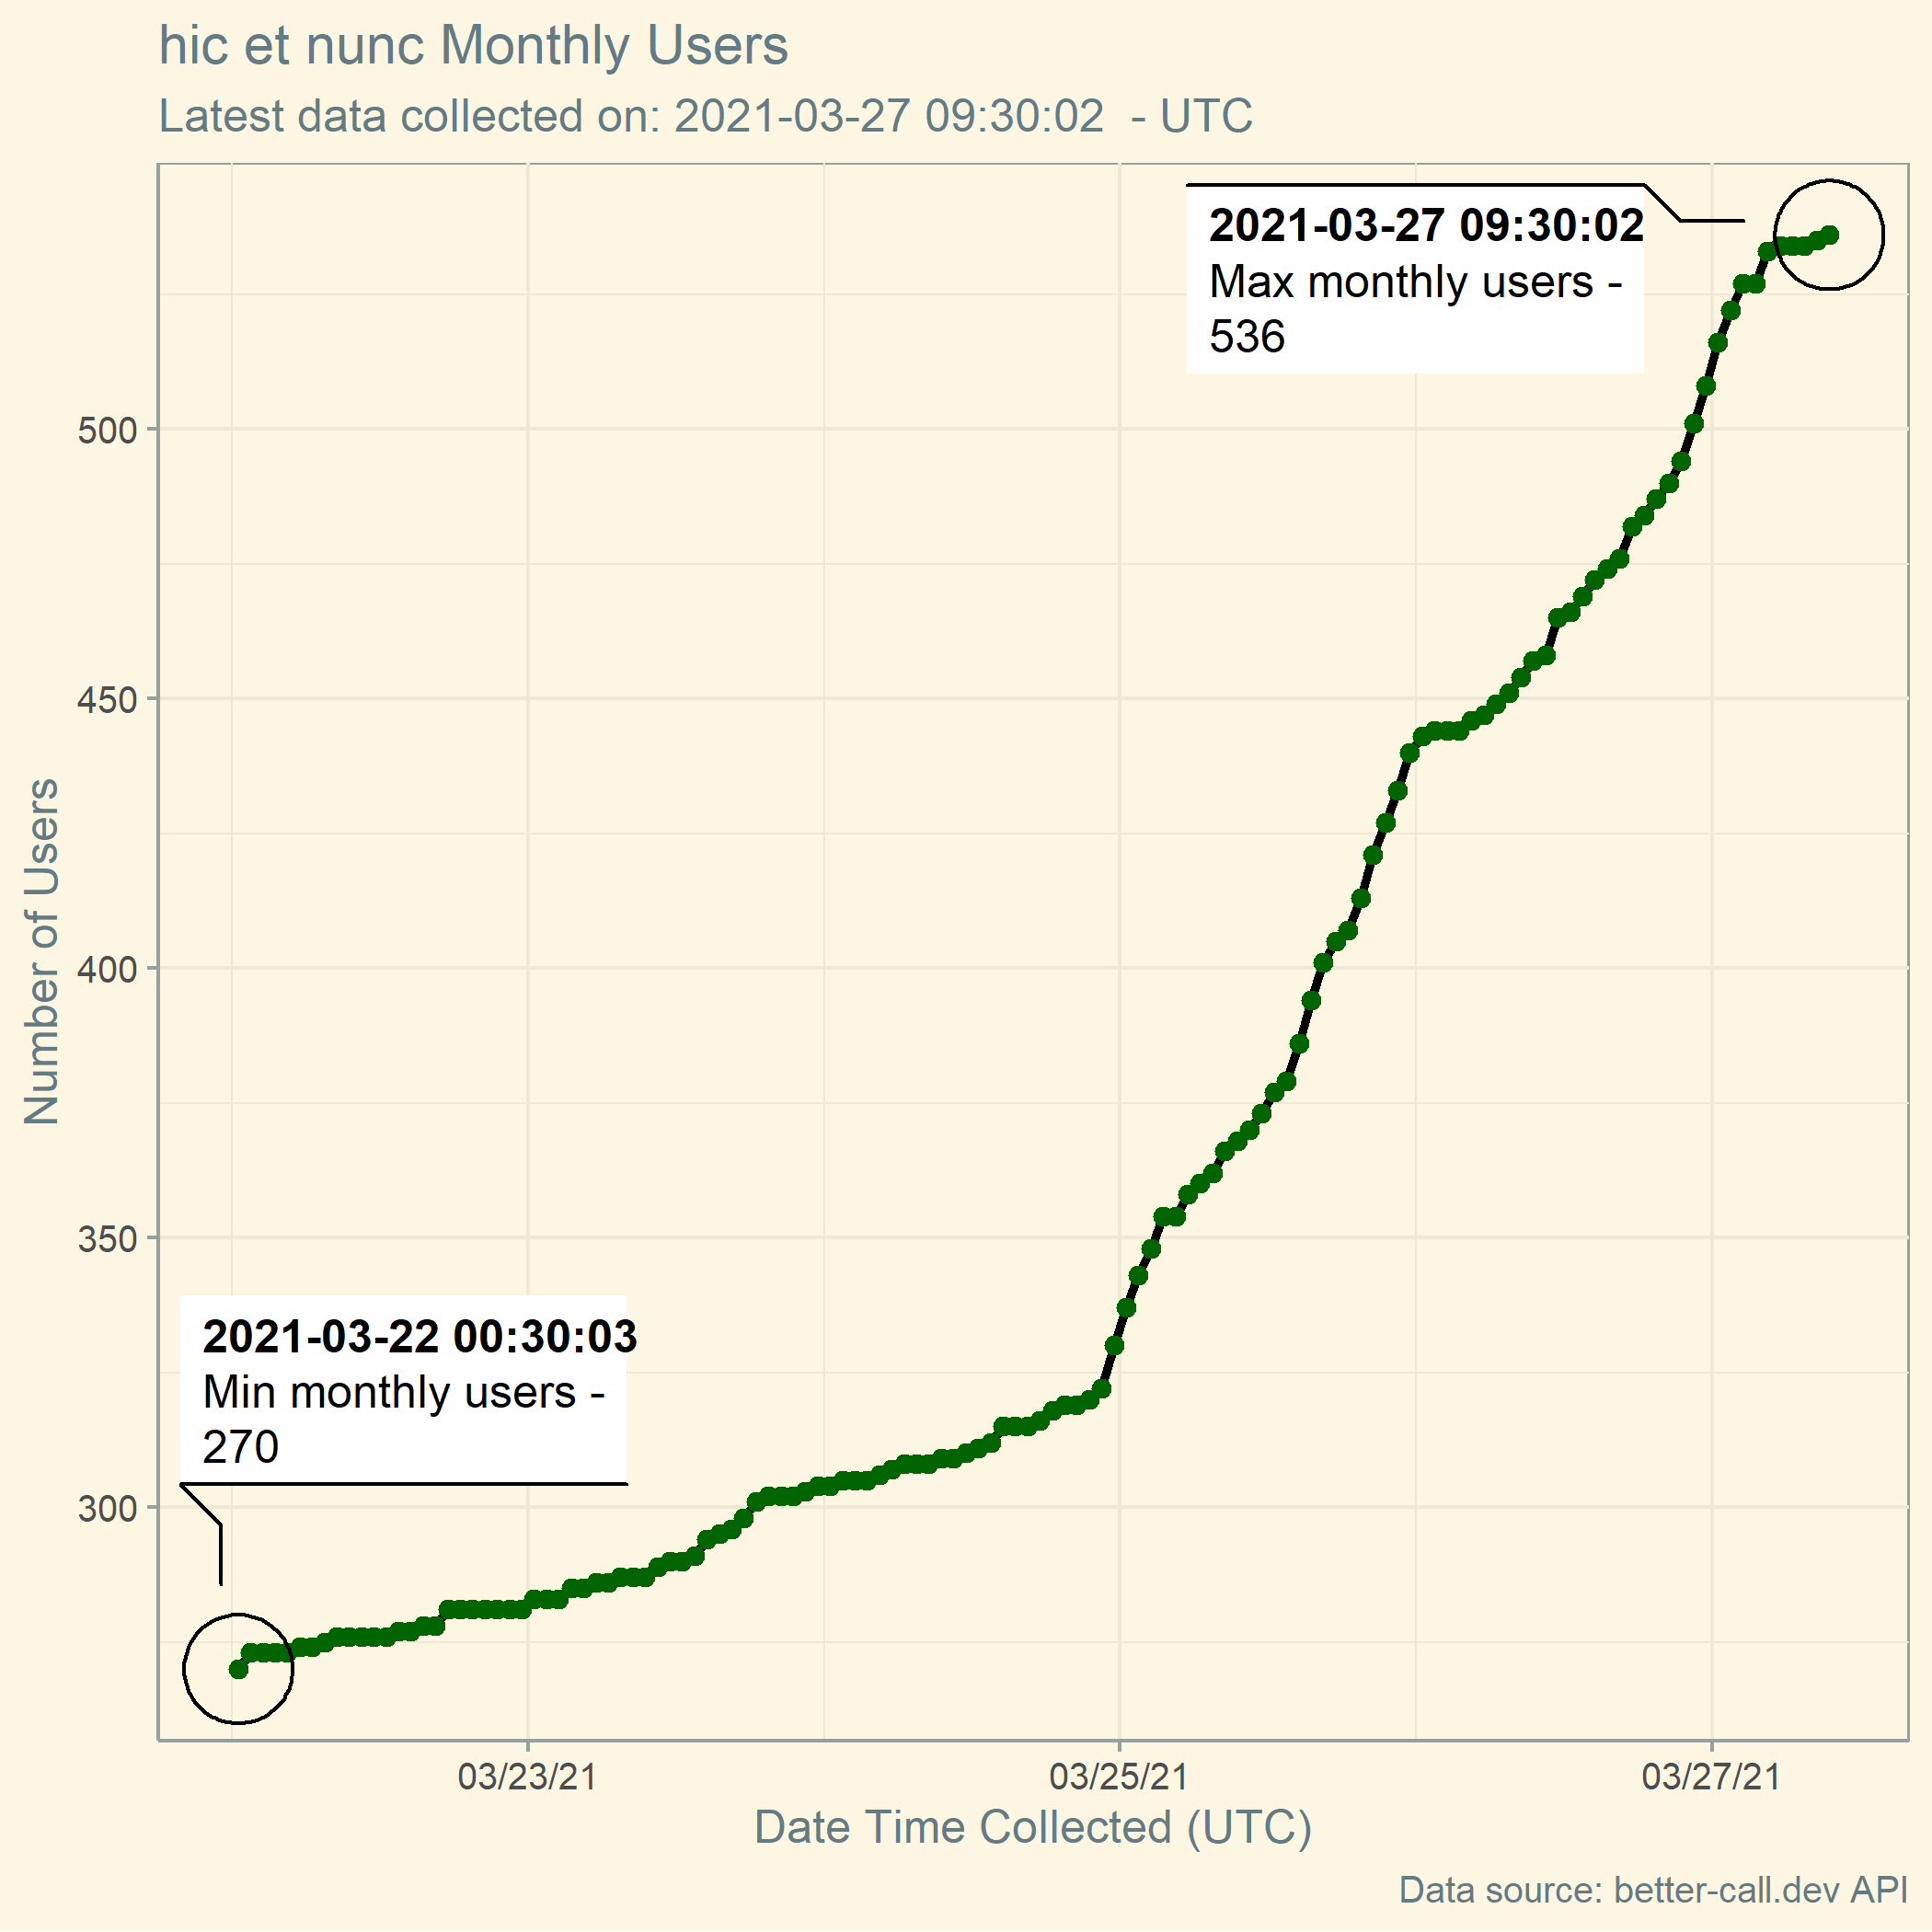 hic et nunc Monthly Users
Latest data collected on: 2021-03-27 09:30:02  - UTC
2021-03-27 09:30:02
Max monthly users -
536
500
450
400
350
300
Number of Users
2021-03-22 00:30:03
Min monthly users -
270
03/23/21
03/25/21
03/27/21
Date Time Collected (UTC)
Data source: better-call.dev API